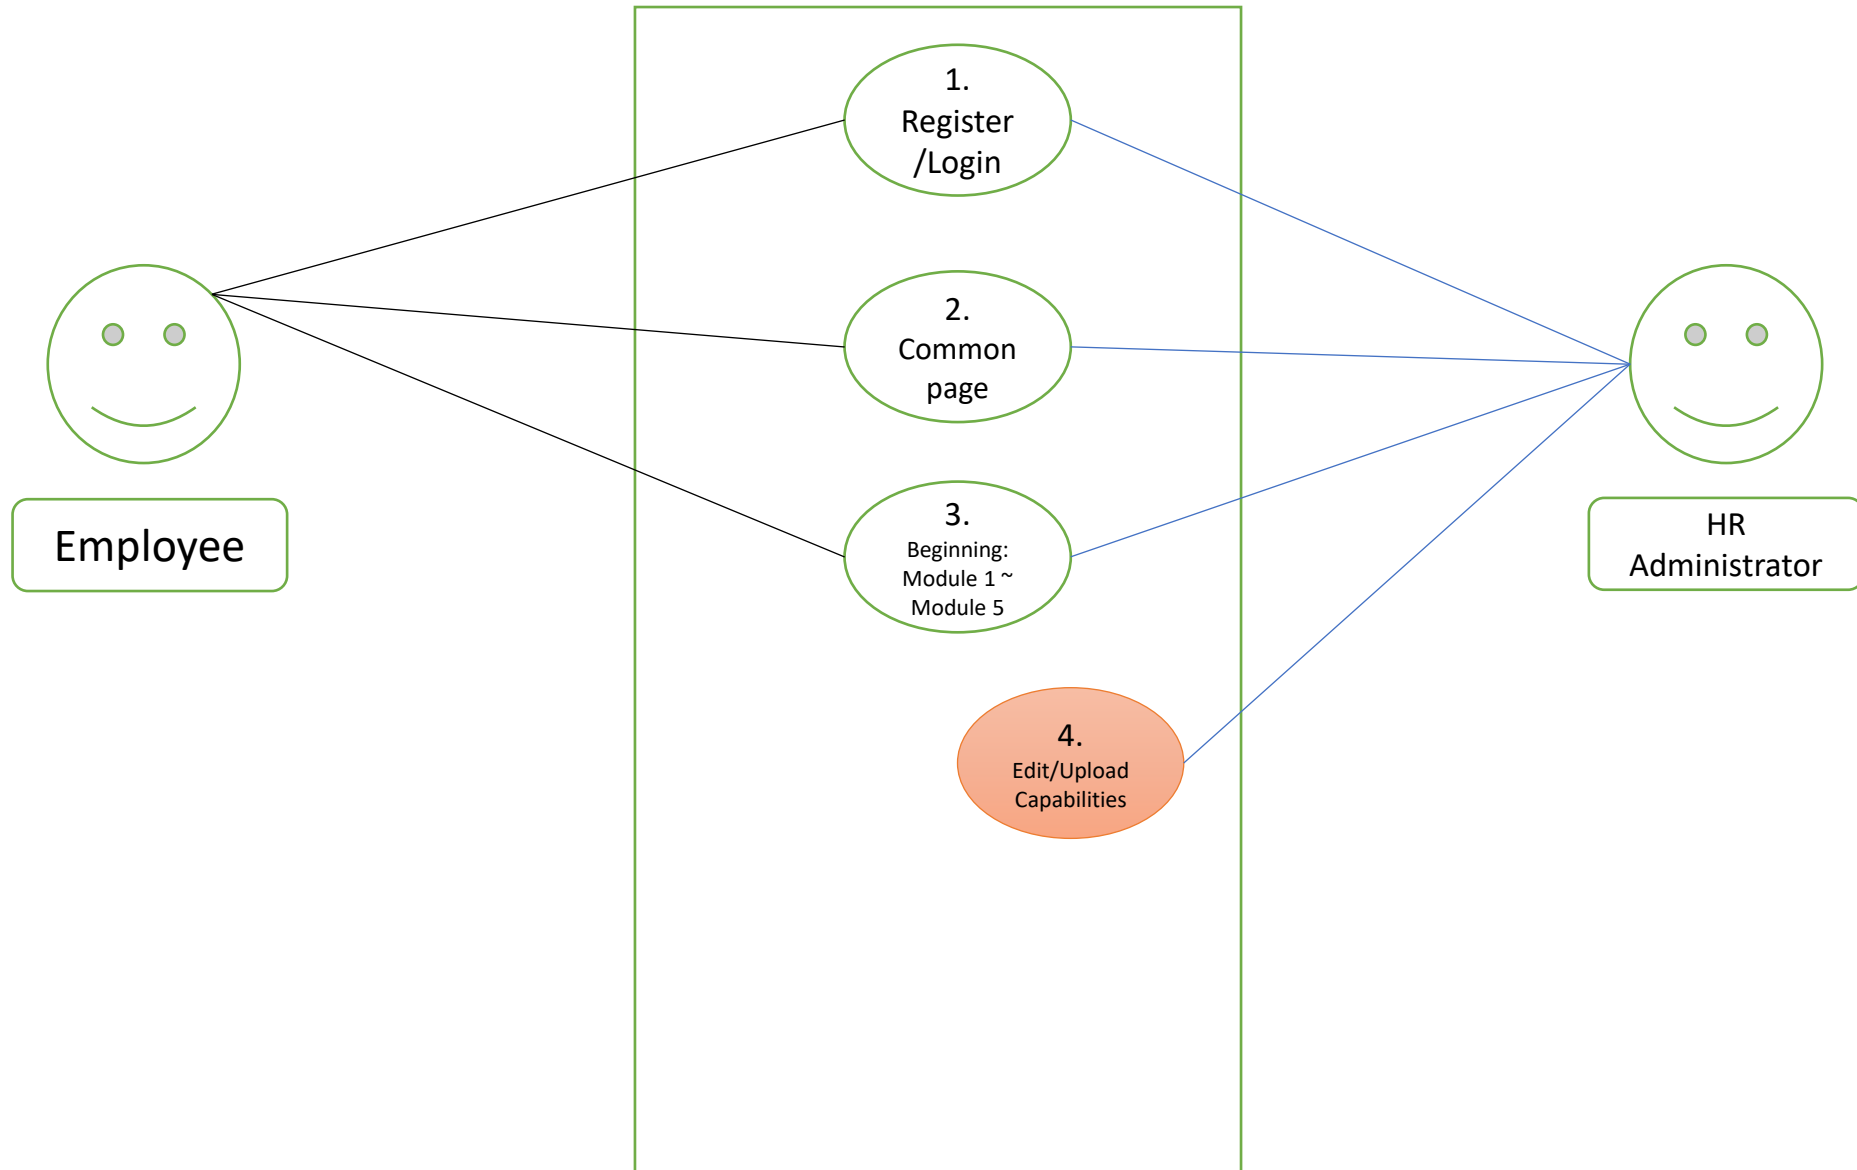 1.
Register
/Login
2.
Common
page
3.
Beginning:
Module 1 ~
Module 5
4.
Edit/Upload
Capabilities
Employee
HR
Administrator